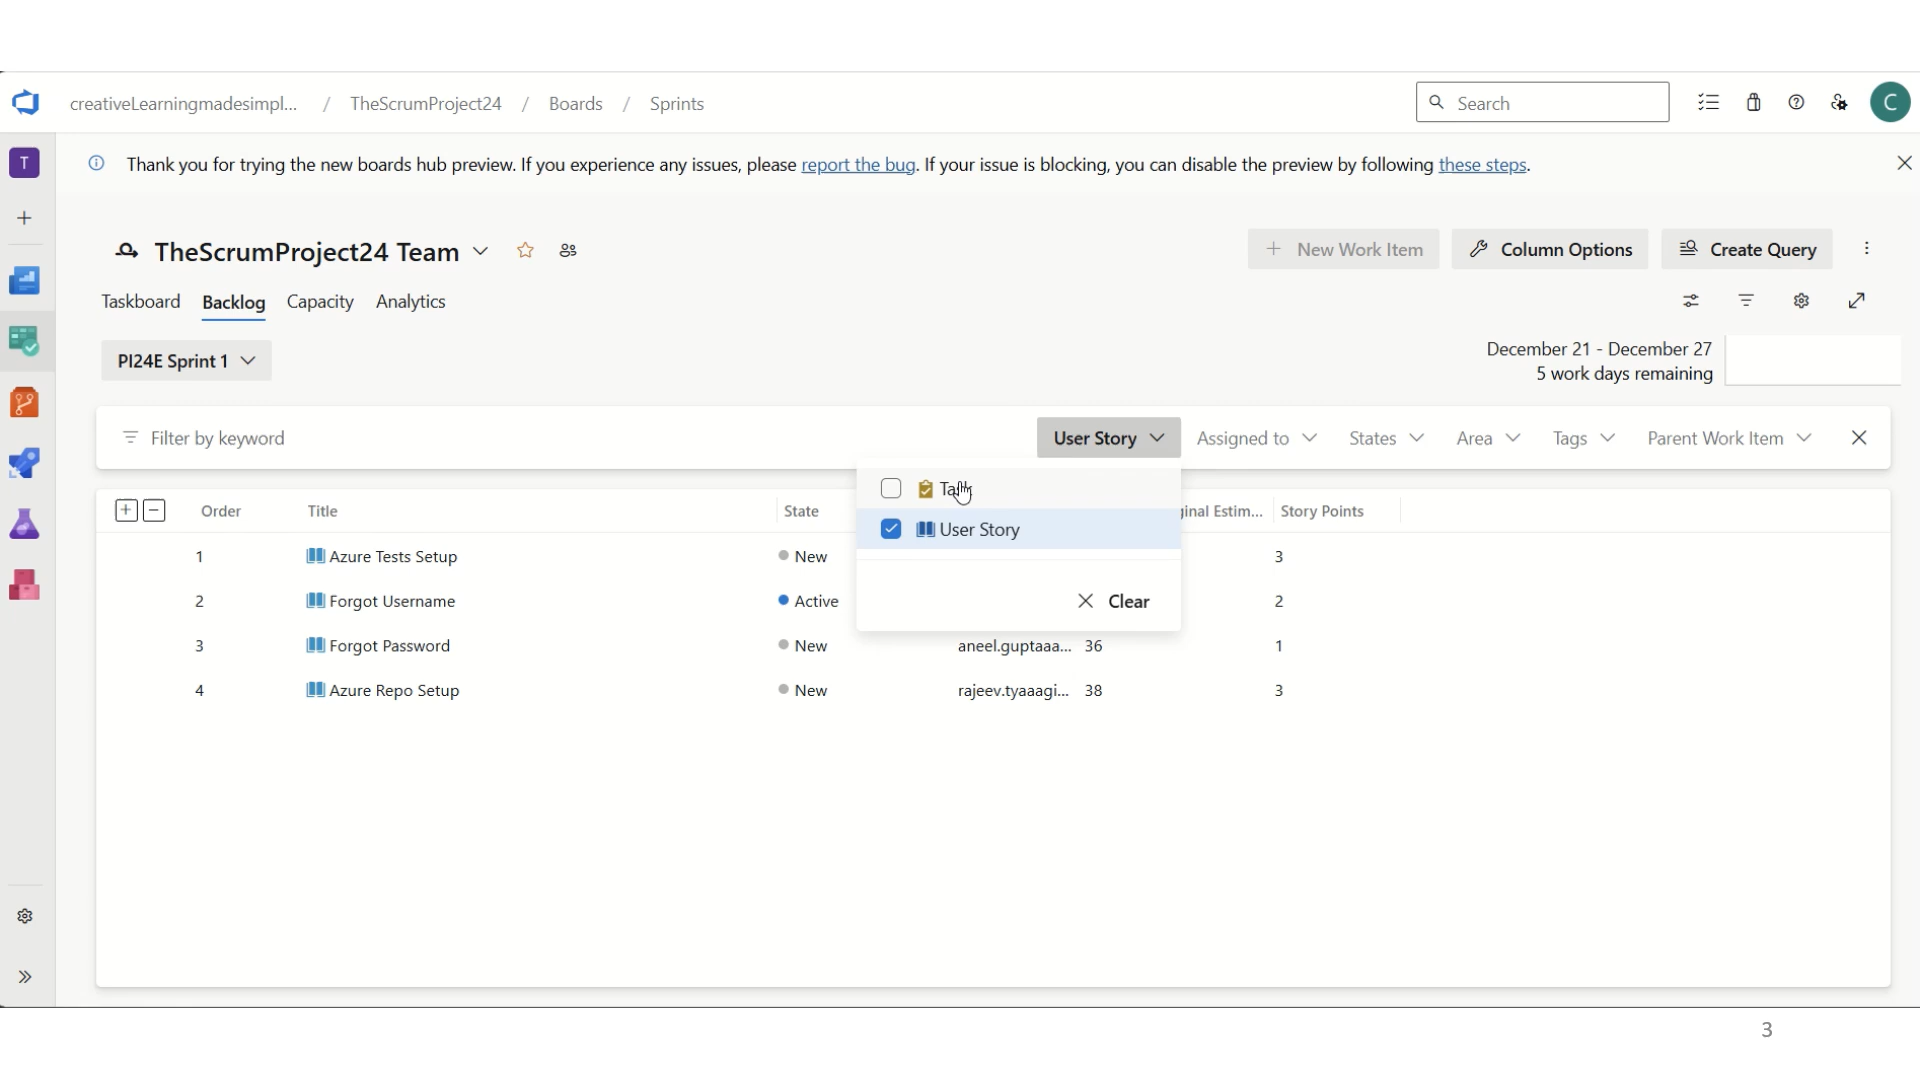 creativeLearningmadesimpl... / TheScrumProject24 / Boards / Sprints
Search
C
T
Thank you for trying the new boards hub preview. If you experience any issues, please report the bug. If your issue is blocking, you can disable the preview by following these steps.
TheScrumProject24 Team
New Work Item
Column Options
Create Query
Taskboard Backlog Capacity Analytics
PI24E Sprint 1
December 21 - December 27
5 work days remaining
Filter by keyword
User Story
Assigned to
States
Area
Tags
Parent Work Item
User Story
Clear
Order Title State Estim... Story Points
1 Azure Tests Setup New 3
2 Forgot Username Active 2
3 Forgot Password New aneel.guptaaa... 36 1
4 Azure Repo Setup New rajeev.tyaaagi... 38 3
3